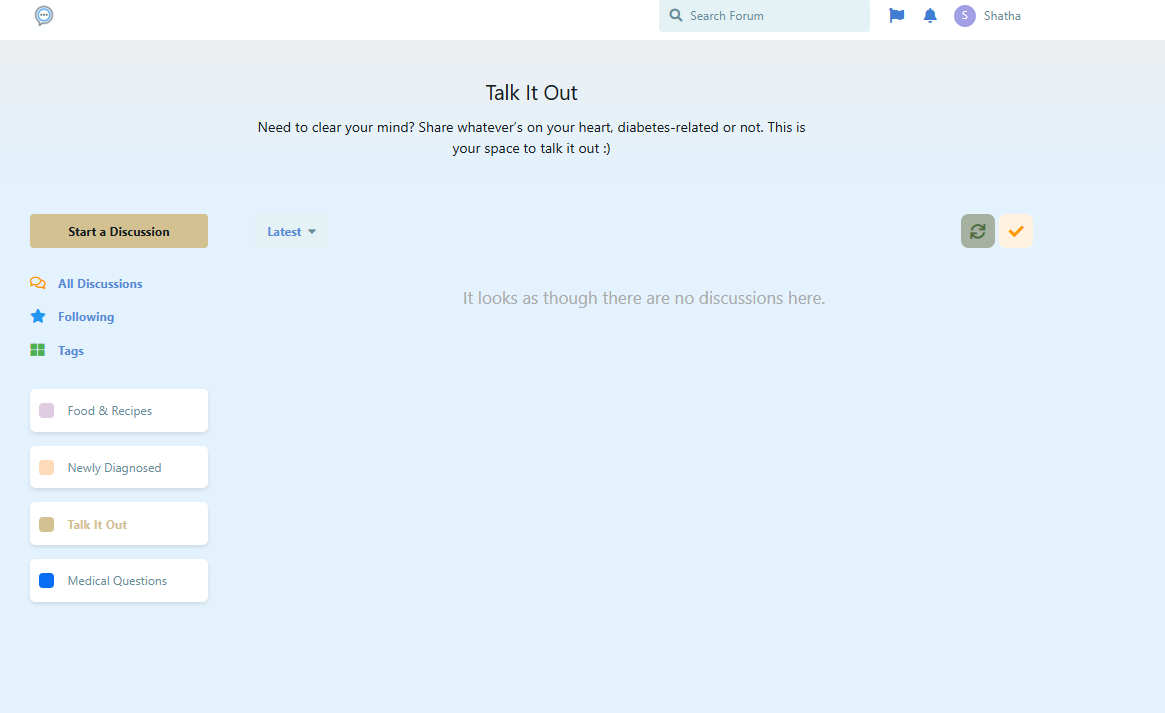 Search Forum
S
Shatha
Talk It Out
Need to clear your mind? Share whatever’s on your heart, diabetes-related or not. This is
your space to talk it out :)
Start a Discussion
Latest
All Discussions
It looks as though there are no discussions here.
Following
Tags
Food & Recipes
Newly Diagnosed
Talk It Out
Medical Questions